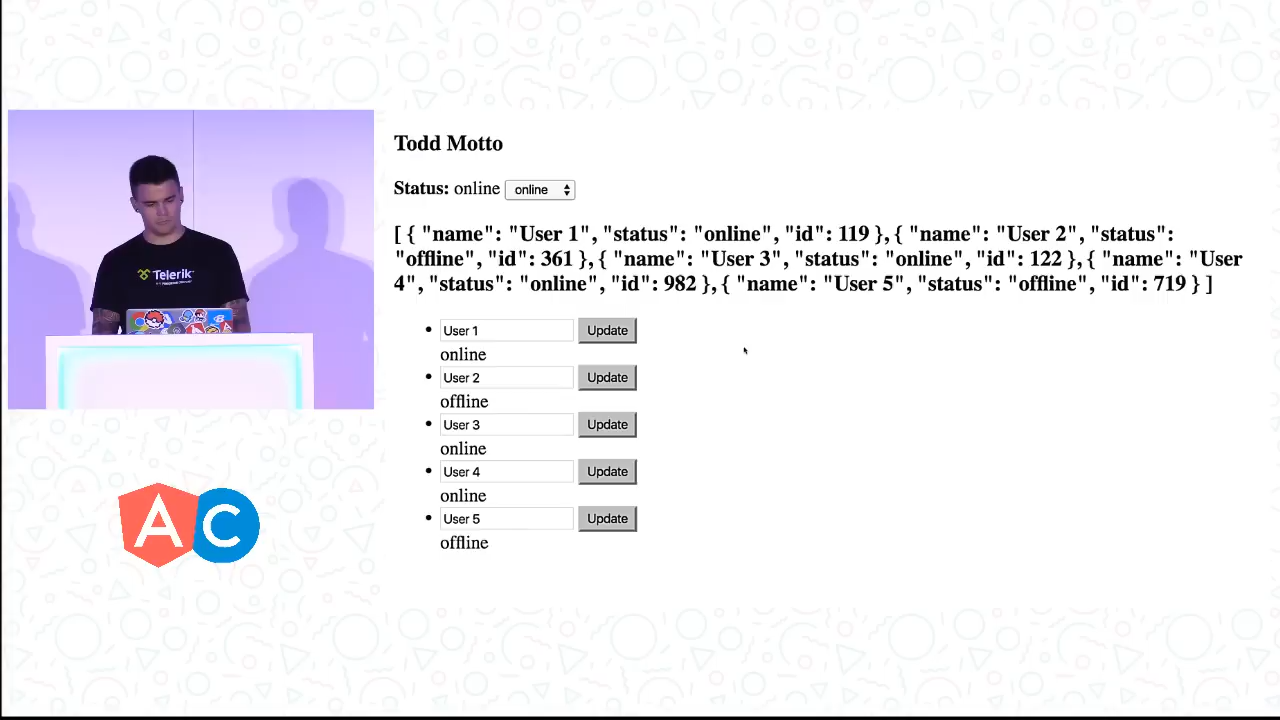 Todd Motto
Status: online online
[ { "name": "User 1", "status": "online", "id": 119 }, { "name": "User 2", "status":
"offline", "id": 361 }, { "name": "User 3", "status": "online", "id": 122 }, { "name": "User
4", "status": "online", "id": 982 }, { "name": "User 5", "status": "offline", "id": 719 } ]
User 1 Update
online
User 2 Update
offline
User 3 Update
online
User 4 Update
online
User 5 Update
offline
Telerik
A C